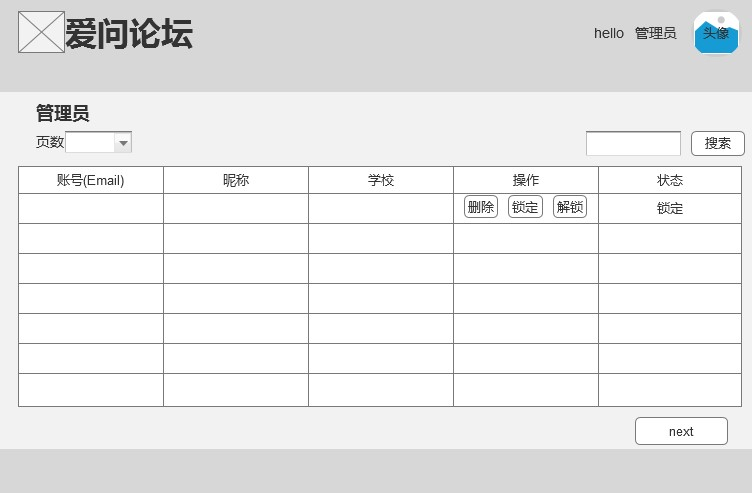 爱问论坛
hello 管理员 头像
管理员
页数 搜索
账号(Email) 昵称 学校 操作 状态
删除 锁定 解锁 锁定
next